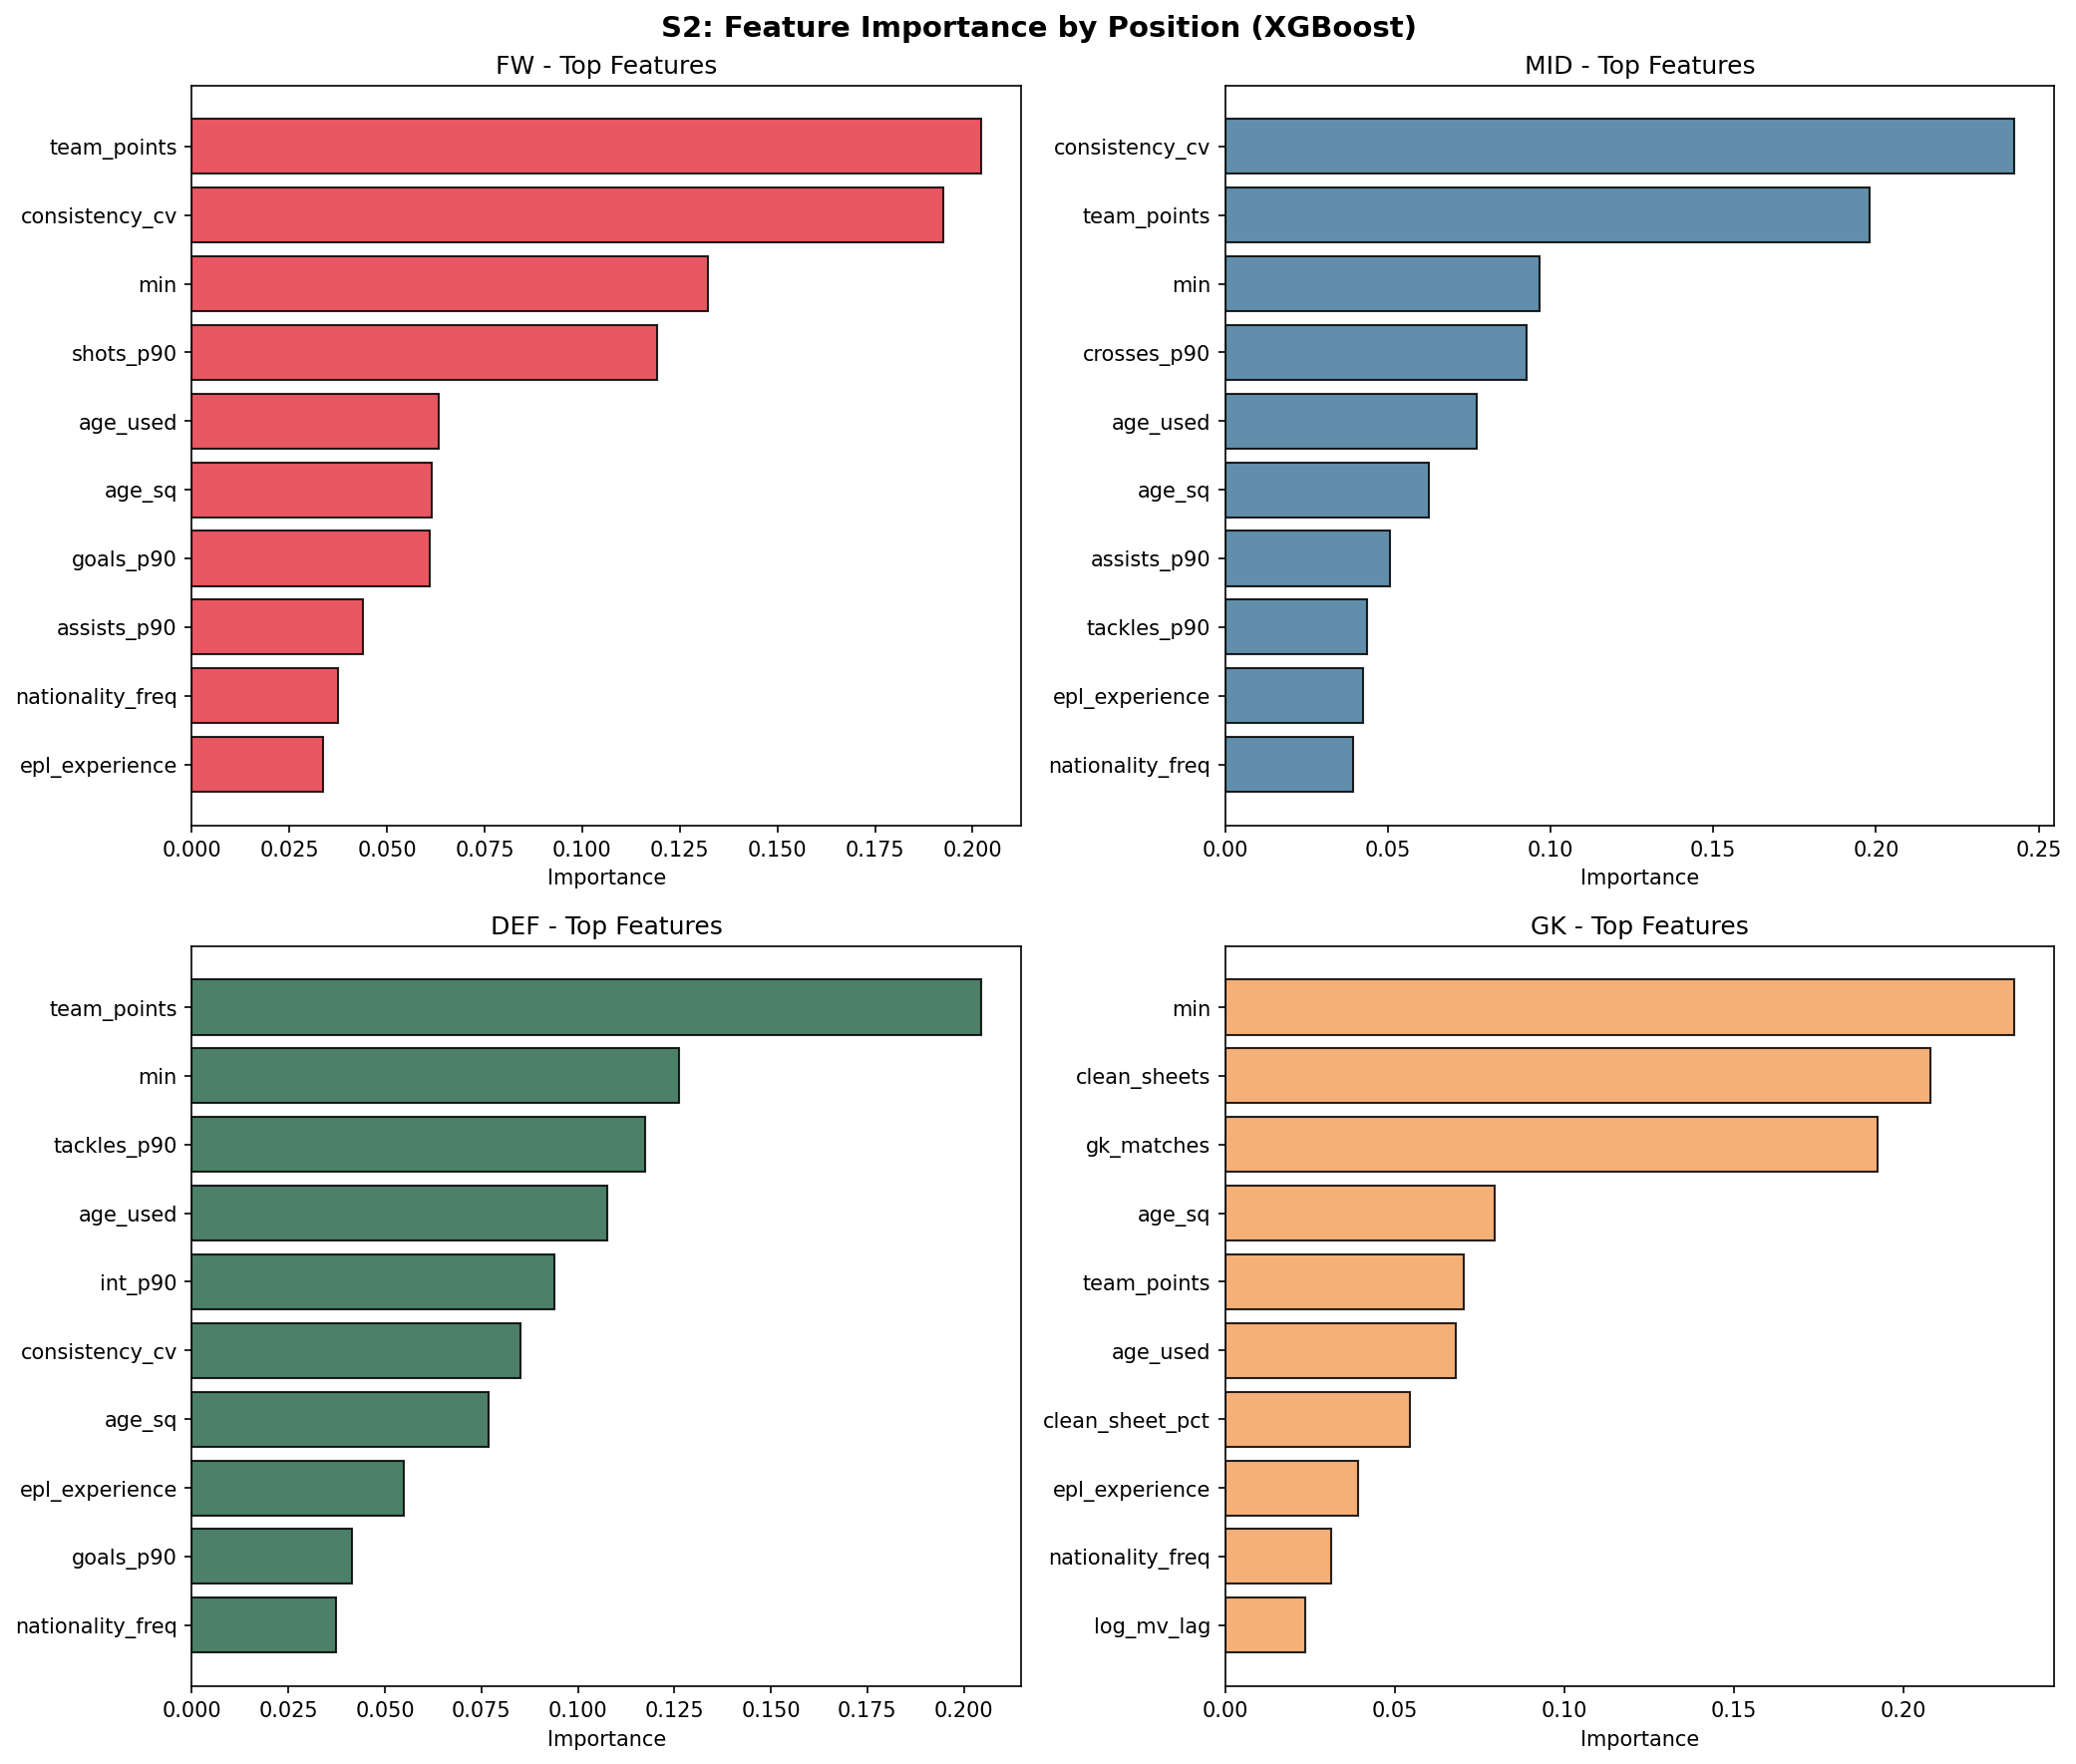 S2: Feature Importance by Position (XGBoost)
FW - Top Features
team_points
consistency_cv
min
shots_p90
age_used
age_sq
goals_p90
assists_p90
nationality_freq
epl_experience
0.000 0.025 0.050 0.075 0.100 0.125 0.150 0.175 0.200
Importance
MID - Top Features
consistency_cv
team_points
min
crosses_p90
age_used
age_sq
assists_p90
tackles_p90
epl_experience
nationality_freq
0.00 0.05 0.10 0.15 0.20 0.25
Importance
DEF - Top Features
team_points
min
tackles_p90
age_used
int_p90
consistency_cv
age_sq
epl_experience
goals_p90
nationality_freq
0.000 0.025 0.050 0.075 0.100 0.125 0.150 0.175 0.200
Importance
GK - Top Features
min
clean_sheets
gk_matches
age_sq
team_points
age_used
clean_sheet_pct
epl_experience
nationality_freq
log_mv_lag
0.00 0.05 0.10 0.15 0.20
Importance